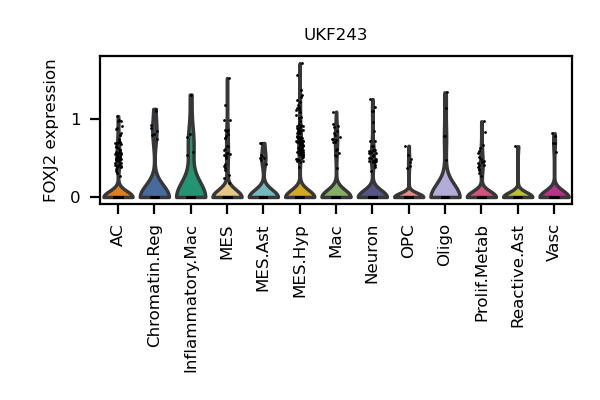 UKF243
FOXJ2 expression
1
0
AC
Chromatin.Reg
Inflammatory.Mac
MES
MES.Ast
MES.Hyp
Mac
Neuron
OPC
Oligo
Prolif.Metab
Reactive.Ast
Vasc